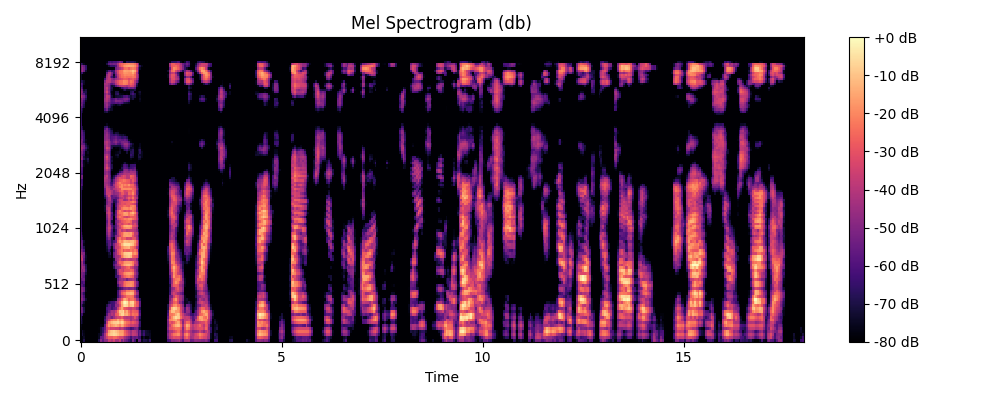 Mel Spectrogram (db)
8192
4096
2048
1024
512
0
Hz
0 5 10 15
Time
+0 dB
-10 dB
-20 dB
-30 dB
-40 dB
-50 dB
-60 dB
-70 dB
-80 dB